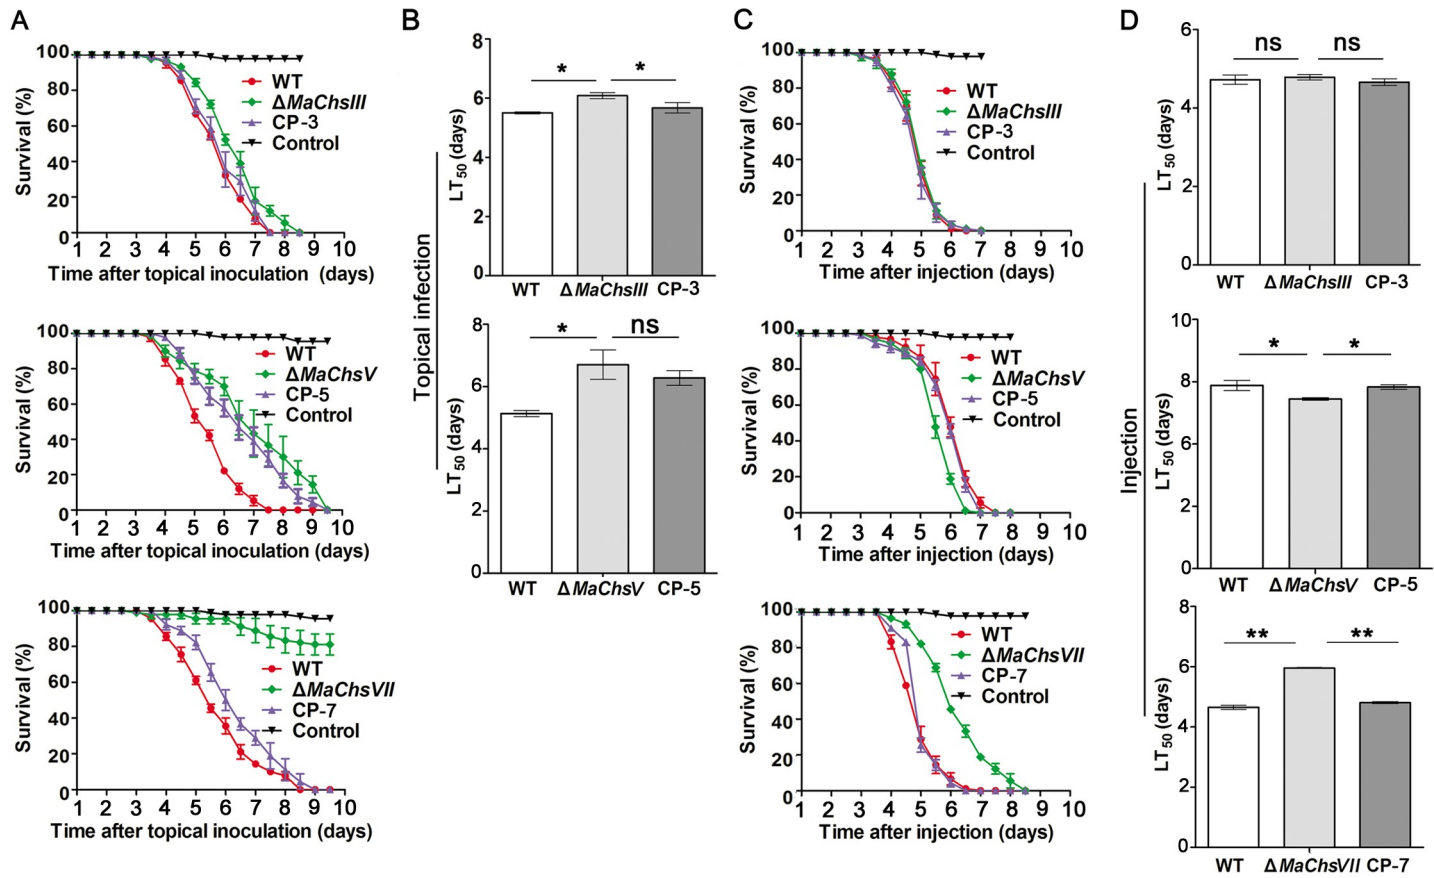 A
Survival (%)
100
80
60
40
20
0
WT
ΔMaChsIII
CP-3
Control
1 2 3 4 5 6 7 8 9 10
Time after topical inoculation (days)
Survival (%)
100
80
60
40
20
0
WT
ΔMaChsV
CP-5
Control
1 2 3 4 5 6 7 8 9 10
Time after topical inoculation (days)
Survival (%)
100
80
60
40
20
0
WT
ΔMaChsVII
CP-7
Control
1 2 3 4 5 6 7 8 9 10
Time after topical inoculation (days)
B
Topical infection
LT50 (days)
8
6
4
2
0
* *
WT ΔMaChsIII CP-3
LT50 (days)
8
6
4
2
0
* ns
WT ΔMaChsV CP-5
C
Survival (%)
100
80
60
40
20
0
WT
ΔMaChsIII
CP-3
Control
1 2 3 4 5 6 7 8 9 10
Time after injection (days)
Survival (%)
100
80
60
40
20
0
WT
ΔMaChsV
CP-5
Control
1 2 3 4 5 6 7 8 9 10
Time after injection (days)
Survival (%)
100
80
60
40
20
0
WT
ΔMaChsVII
CP-7
Control
1 2 3 4 5 6 7 8 9 10
Time after injection (days)
D
Injection
LT50 (days)
6
4
2
0
ns ns
WT ΔMaChsIII CP-3
LT50 (days)
10
8
6
2
0
* *
WT ΔMaChsV CP-5
LT50 (days)
8
6
4
2
0
** **
WT ΔMaChsVII CP-7